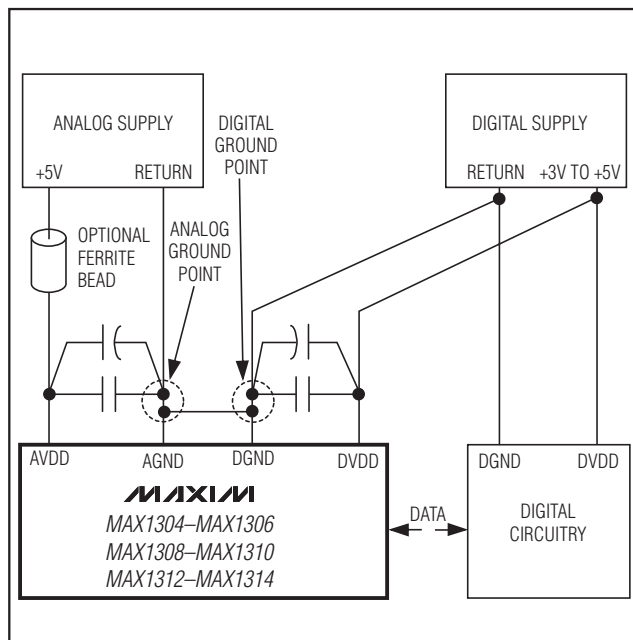 ANALOG SUPPLY
+5V RETURN
DIGITAL
GROUND
POINT
DIGITAL SUPPLY
RETURN +3V TO +5V
OPTIONAL
FERRITE
BEAD
ANALOG
GROUND
POINT
AVDD AGND DGND DVDD
MAXIM
MAX1304–MAX1306
MAX1308–MAX1310
MAX1312–MAX1314
DATA
DGND DVDD
DIGITAL
CIRCUITRY